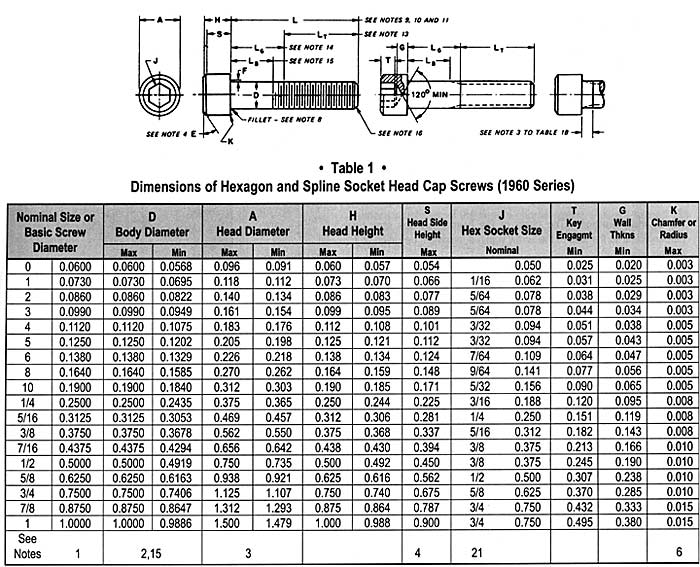 A
H
L
SEE NOTES 9, 10 AND 11
S
LT
SEE NOTE 13
J
LG
SEE NOTE 14
LB
SEE NOTE 15
F
D
FILLET - SEE NOTE 8
SEE NOTE 4 E
K
G
LG
LT
T
LB
120° MIN
SEE NOTE 16
SEE NOTE 3 TO TABLE 1B
• Table 1 •
Dimensions of Hexagon and Spline Socket Head Cap Screws (1960 Series)
Nominal Size or Basic Screw Diameter D Body Diameter A Head Diameter H Head Height S Head Side Height J Hex Socket Size T Key Engagmt G Wall Thkns K Chamfer or Radius
Max Min Max Min Max Min Max Nominal Min Min Max
0 0.0600 0.0600 0.0568 0.096 0.091 0.060 0.057 0.054 0.050 0.025 0.020 0.003
1 0.0730 0.0730 0.0695 0.118 0.112 0.073 0.070 0.066 1/16 0.062 0.031 0.025 0.003
2 0.0860 0.0860 0.0822 0.140 0.134 0.086 0.083 0.077 5/64 0.078 0.038 0.029 0.003
3 0.0990 0.0990 0.0949 0.161 0.154 0.099 0.095 0.089 5/64 0.078 0.044 0.034 0.003
4 0.1120 0.1120 0.1075 0.183 0.176 0.112 0.108 0.101 3/32 0.094 0.051 0.038 0.005
5 0.1250 0.1250 0.1202 0.205 0.198 0.125 0.121 0.112 3/32 0.094 0.057 0.043 0.005
6 0.1380 0.1380 0.1329 0.226 0.218 0.138 0.134 0.124 7/64 0.109 0.064 0.047 0.005
8 0.1640 0.1640 0.1585 0.270 0.262 0.164 0.159 0.148 9/64 0.141 0.077 0.056 0.005
10 0.1900 0.1900 0.1840 0.312 0.303 0.190 0.185 0.171 5/32 0.156 0.090 0.065 0.005
1/4 0.2500 0.2500 0.2435 0.375 0.365 0.250 0.244 0.225 3/16 0.188 0.120 0.095 0.008
5/16 0.3125 0.3125 0.3053 0.469 0.457 0.312 0.306 0.281 1/4 0.250 0.151 0.119 0.008
3/8 0.3750 0.3750 0.3678 0.562 0.550 0.375 0.368 0.337 5/16 0.312 0.182 0.143 0.008
7/16 0.4375 0.4375 0.4294 0.656 0.642 0.438 0.430 0.394 3/8 0.375 0.213 0.166 0.010
1/2 0.5000 0.5000 0.4919 0.750 0.735 0.500 0.492 0.450 3/8 0.375 0.245 0.190 0.010
5/8 0.6250 0.6250 0.6163 0.938 0.921 0.625 0.616 0.562 1/2 0.500 0.307 0.238 0.010
3/4 0.7500 0.7500 0.7406 1.125 1.107 0.750 0.740 0.675 5/8 0.625 0.370 0.285 0.010
7/8 0.8750 0.8750 0.8647 1.312 1.293 0.875 0.864 0.787 3/4 0.750 0.432 0.333 0.015
1 1.0000 1.0000 0.9886 1.500 1.479 1.000 0.988 0.900 3/4 0.750 0.495 0.380 0.015
See Notes 1 2,15 3 4 21 6